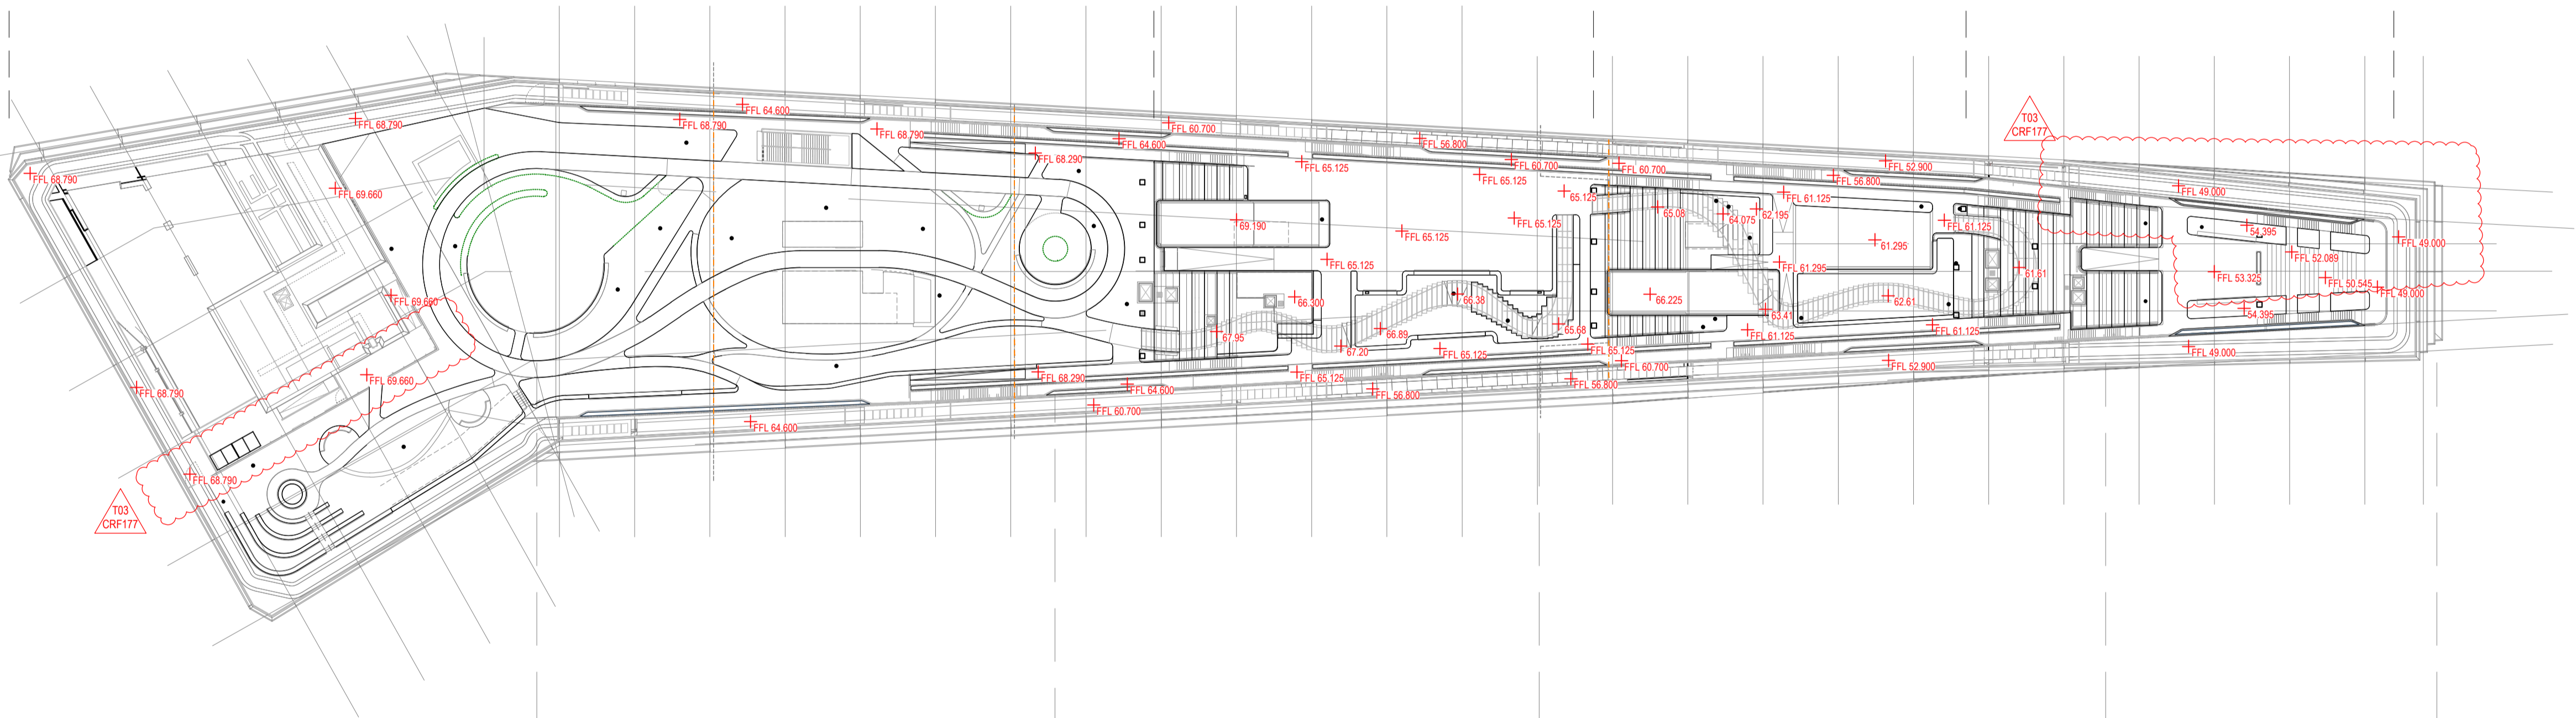 FFL 64.600
FFL 68.790
FFL 68.790
FFL 68.790
FFL 60.700
FFL 64.600
FFL 56.800
T03
CRF177
FFL 68.290
FFL 65.125
FFL 60.700
FFL 60.700
FFL 52.900
FFL 68.790
FFL 69.660
FFL 65.125
65.125
FFL 61.125
FFL 56.800
FFL 49.000
69.190
FFL 65.125
FFL 65.125
65.08
64.075
62.195
61.295
FFL 61.125
54.395
FFL 49.000
FFL 65.125
FFL 61.295
61.61
FFL 52.089
FFL 53.325
FFL 50.545
FFL 49.000
FFL 69.660
66.300
66.38
66.225
62.61
63.41
54.395
67.95
66.89
65.68
FFL 61.125
FFL 61.125
67.20
FFL 65.125
FFL 65.125
FFL 49.000
FFL 69.660
FFL 68.290
FFL 65.125
FFL 60.700
FFL 52.900
FFL 68.790
FFL 64.600
FFL 56.800
FFL 56.800
FFL 60.700
FFL 64.600
FFL 68.790
T03
CRF177